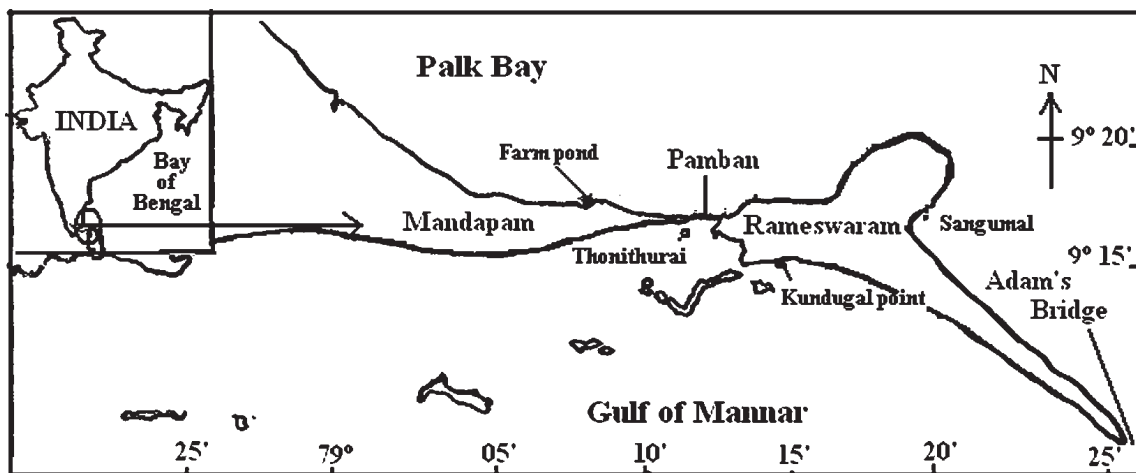 INDIA
Bay
of
Bengal
Palk Bay
N
9° 20'
Farm pond
Pamban
Mandapam
Rameswaram
Sangumal
Thonithurai
9° 15'
Kundugal point
Adam's
Bridge
Gulf of Mannar
25'
79°
05'
10'
15'
20'
25'